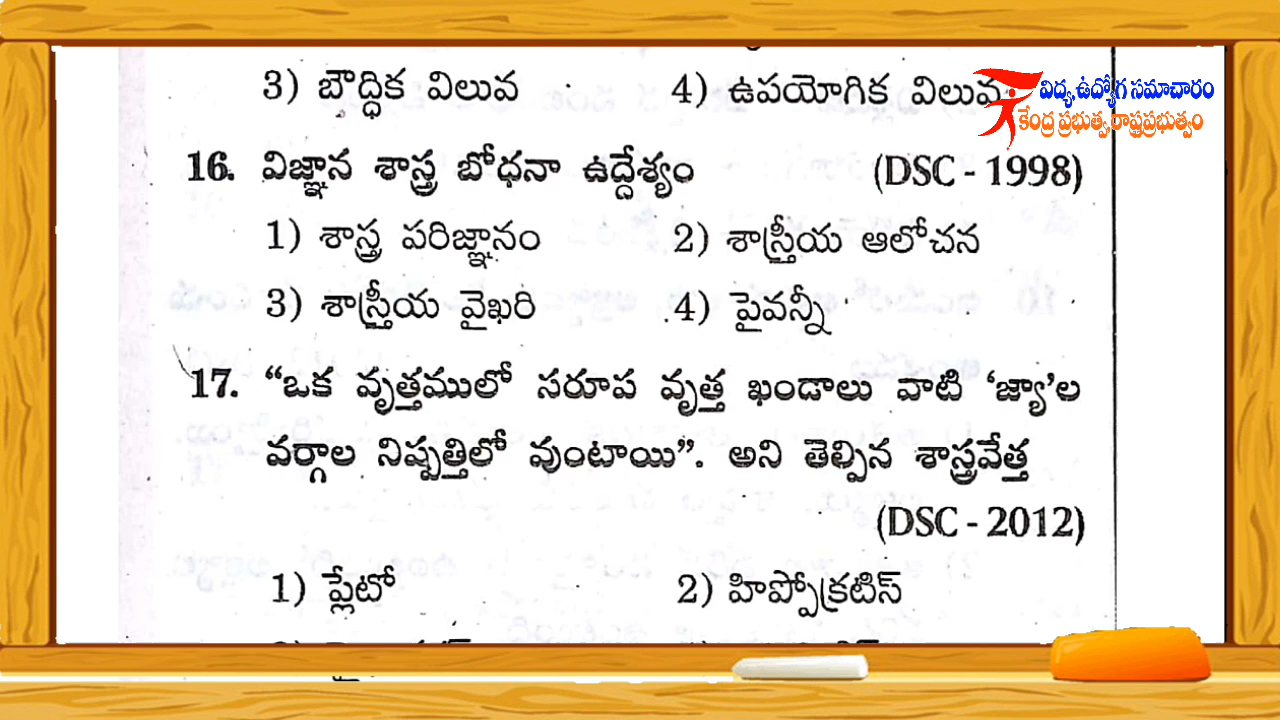 3) బౌద్ధిక విలువ 4) ఉపయోగిక విలువ
విద్య,ఉద్యోగ సమాచారం
కేంద్ర ప్రభుత్వ,రాష్ట్రప్రభుత్వం
16. విజ్ఞాన శాస్త్ర బోధనా ఉద్దేశ్యం (DSC - 1998)
1) శాస్త్ర పరిజ్ఞానం 2) శాస్త్రీయ ఆలోచన
3) శాస్త్రీయ వైఖరి 4) పైవన్నీ
17. “ఒక వృత్తములో సరూప వృత్త ఖండాలు వాటి ‘జ్యా’ల
వర్గాల నిష్పత్తిలో వుంటాయి”. అని తెల్పిన శాస్త్రవేత్త
(DSC - 2012)
1) ప్లేటో 2) హిప్పోక్రటిస్